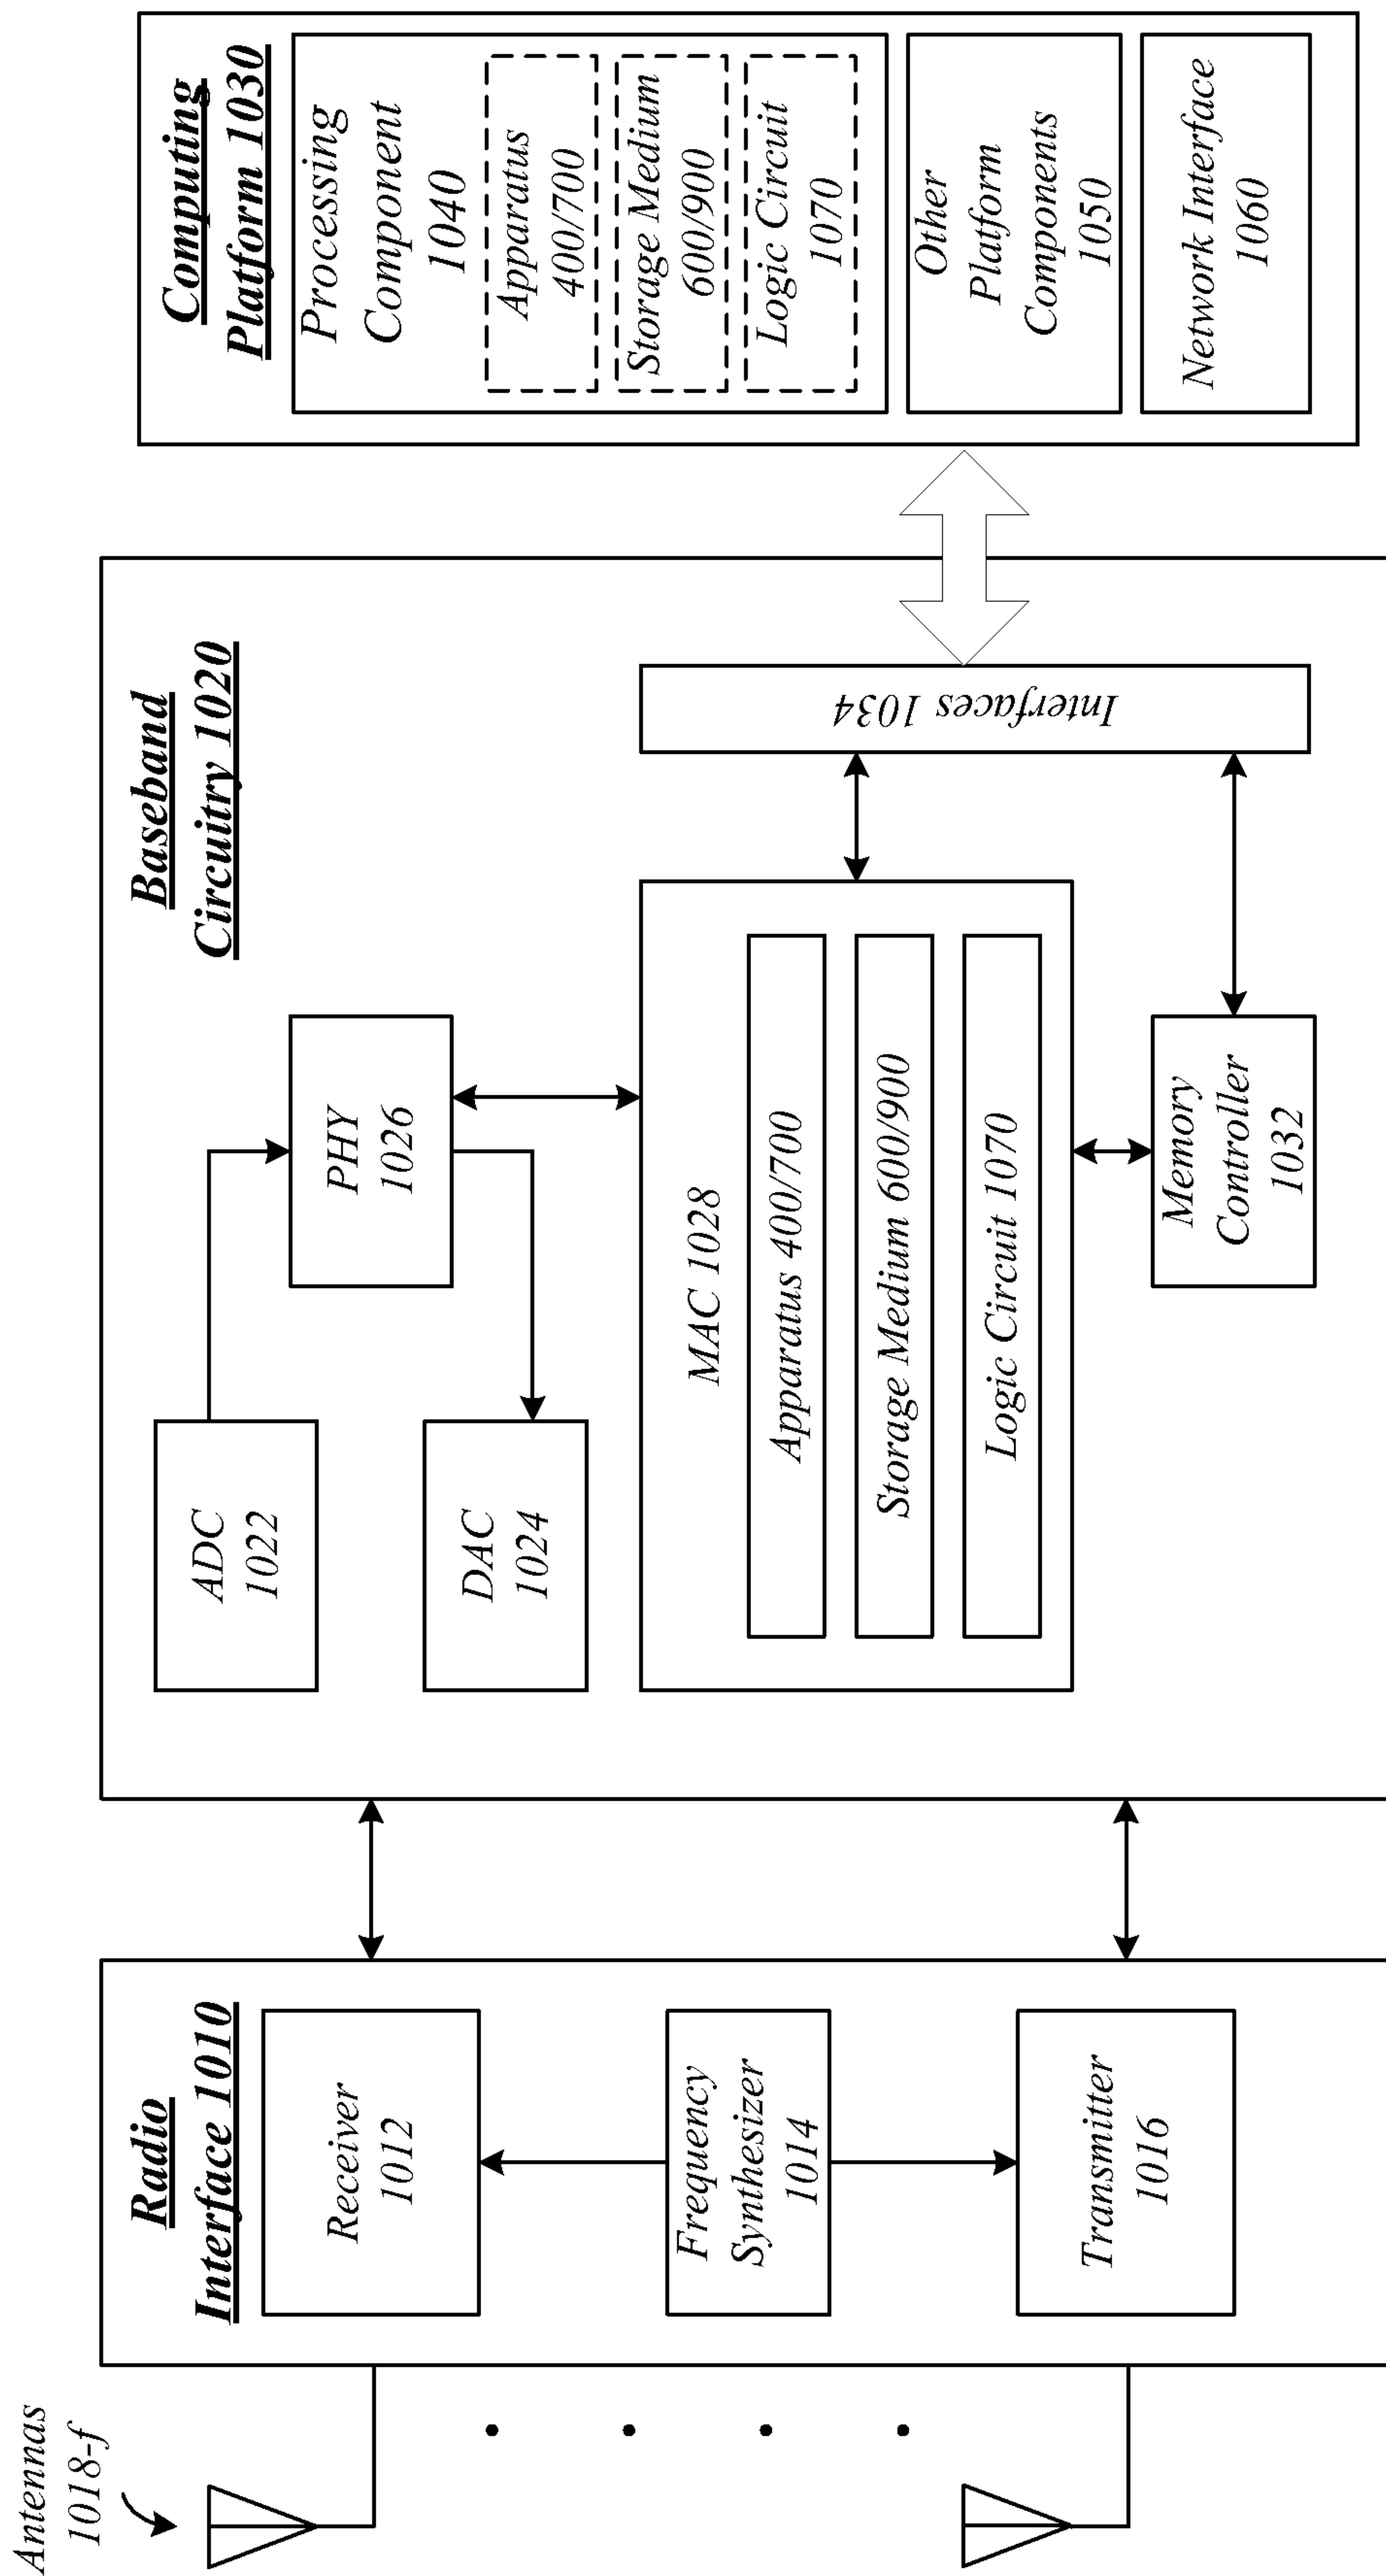 Antennas
1018-f
Radio
Interface 1010
Receiver
1012
Frequency
Synthesizer
1014
Transmitter
1016
Baseband
Circuitry 1020
ADC
1022
DAC
1024
PHY
1026
MAC 1028
Apparatus 400/700
Storage Medium 600/900
Logic Circuit 1070
Memory
Controller
1032
Interfaces 1034
Computing
Platform 1030
Processing
Component
1040
Apparatus
400/700
Storage Medium
600/900
Logic Circuit
1070
Other
Platform
Components
1050
Network Interface
1060